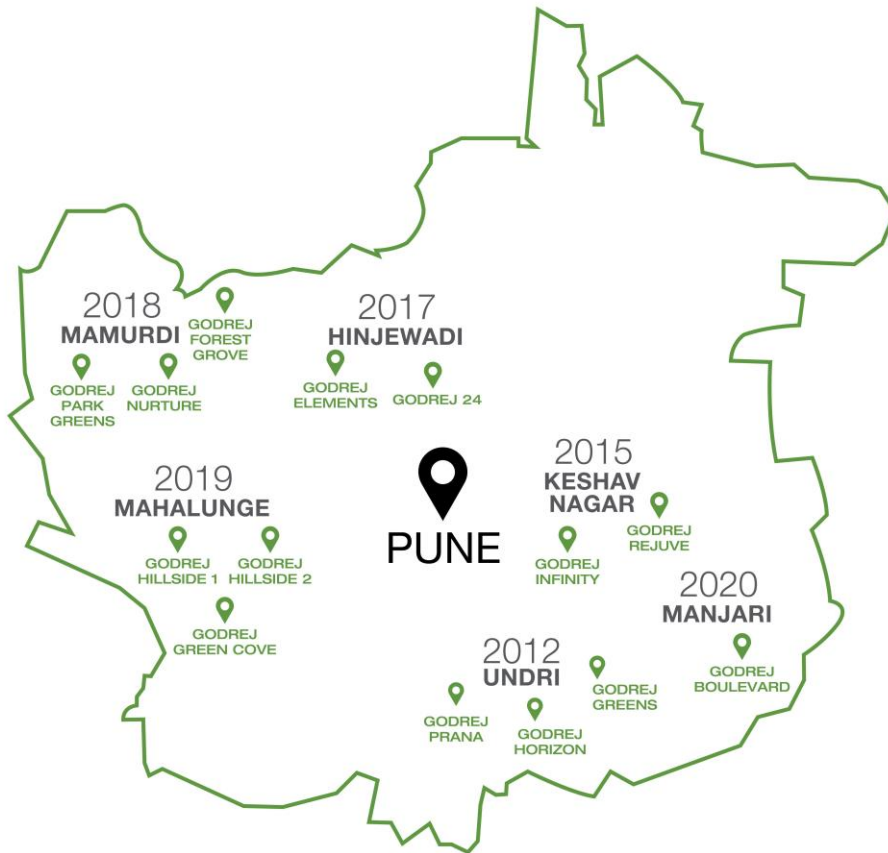 2018
MAMURDI
GODREJ
FOREST
GROVE
GODREJ
PARK
GREENS
GODREJ
NURTURE
2017
HINJEWADI
GODREJ
ELEMENTS
GODREJ 24
2019
MAHALUNGE
GODREJ
HILLSIDE 1
GODREJ
HILLSIDE 2
GODREJ
GREEN COVE
PUNE
2015
KESHAV
NAGAR
GODREJ
INFINITY
GODREJ
REJUVE
2020
MANJARI
GODREJ
BOULEVARD
2012
UNDRI
GODREJ
PRANA
GODREJ
HORIZON
GODREJ
GREENS